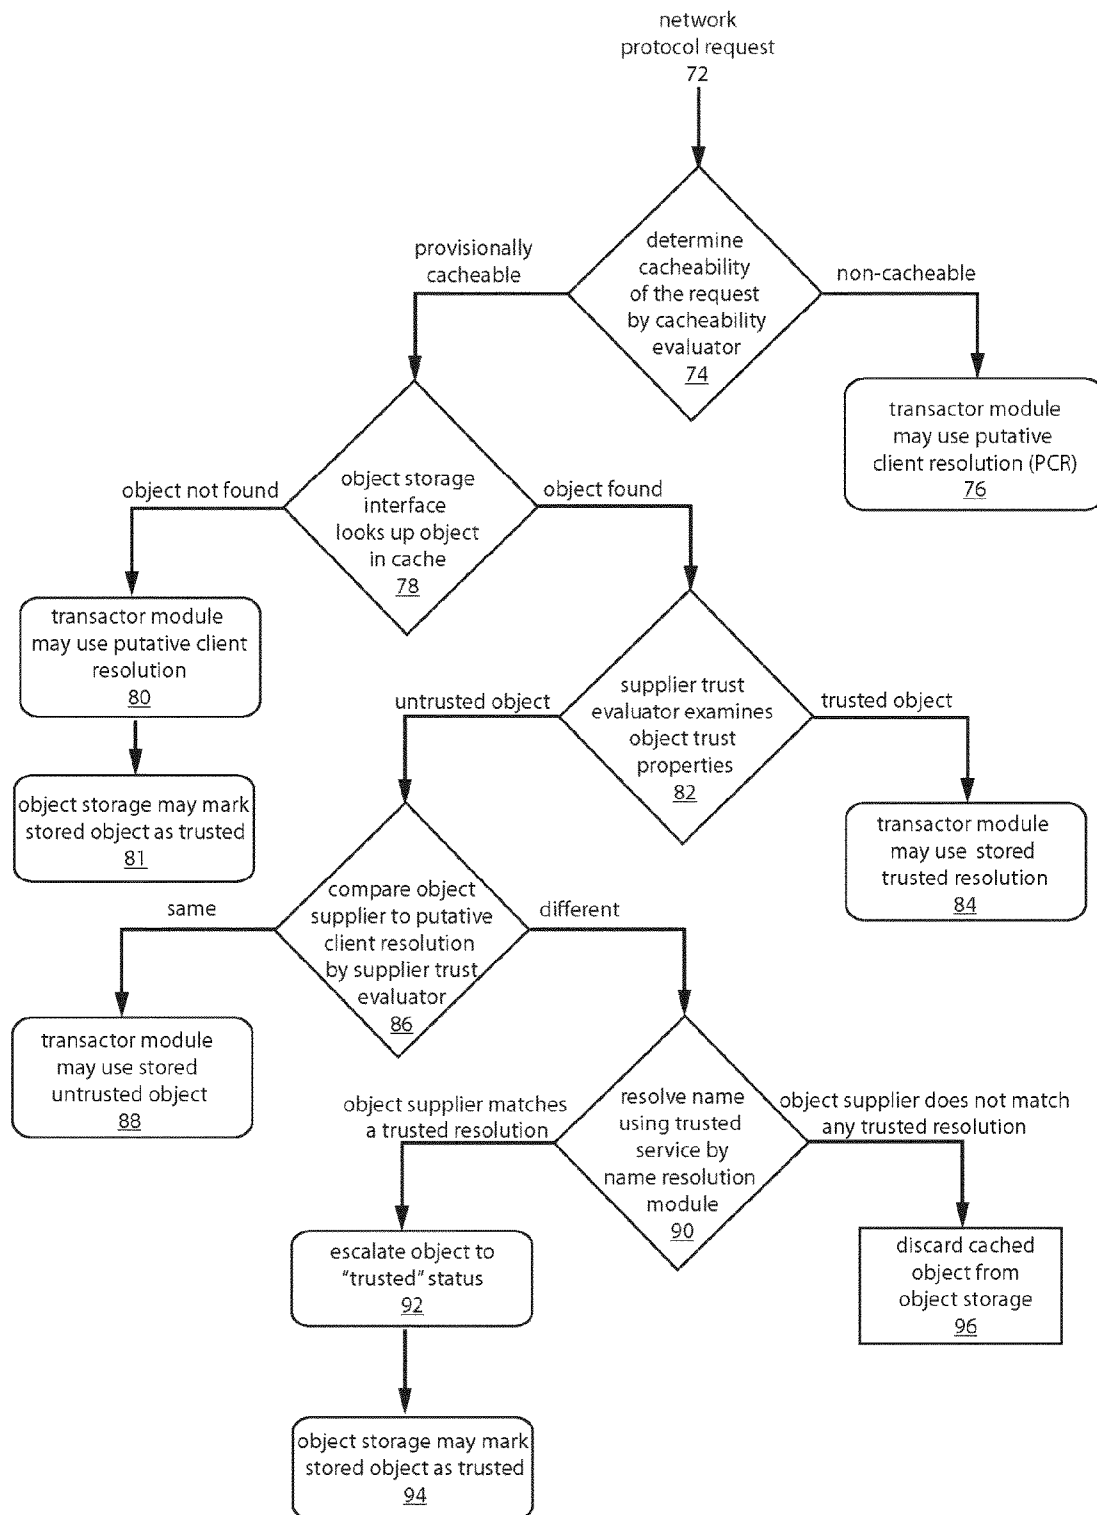 network
protocol request
72
provisionally
cacheable
determine
cacheability
of the request
by cacheability
evaluator
74
non-cacheable
transactor module
may use putative
client resolution (PCR)
76
object not found
object storage
interface
looks up object
in cache
78
object found
transactor module
may use putative client
resolution
80
object storage may mark
stored object as trusted
81
untrusted object
supplier trust
evaluator examines
object trust
properties
82
trusted object
transactor module
may use stored
trusted resolution
84
same
compare object
supplier to putative
client resolution
by supplier trust
evaluator
86
different
transactor module
may use stored
untrusted object
88
object supplier matches
a trusted resolution
resolve name
using trusted
service by
name resolution
module
90
object supplier does not match
any trusted resolution
escalate object to
“trusted” status
92
discard cached
object from
object storage
96
object storage may mark
stored object as trusted
94